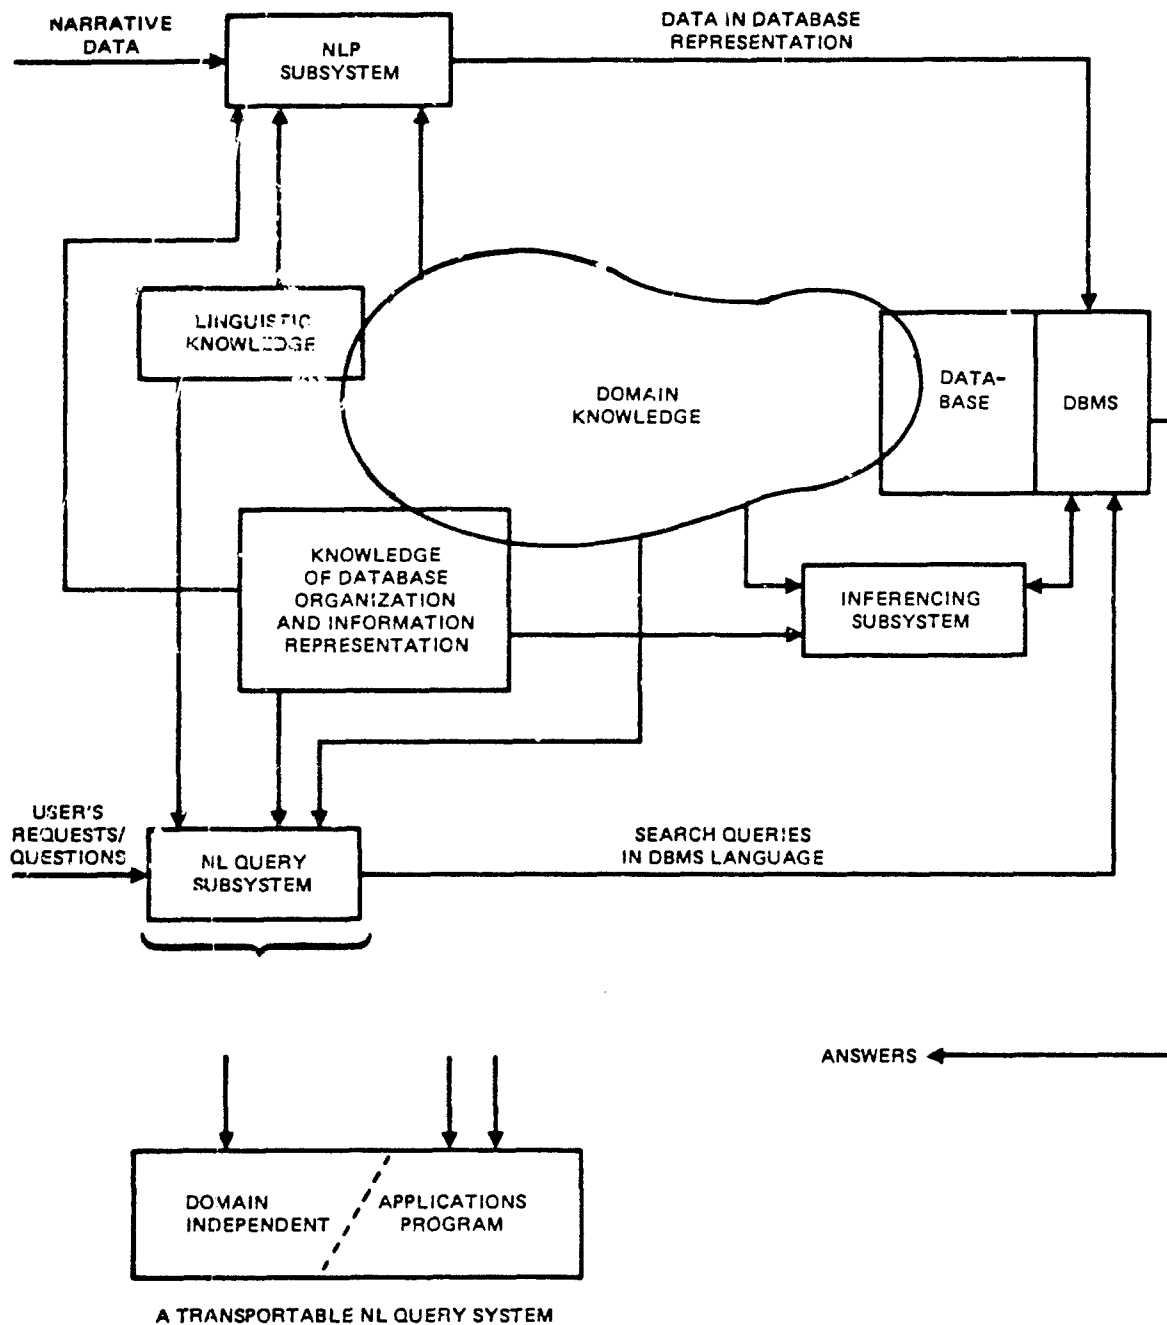 NARRATIVE
DATA
NLP
SUBSYSTEM
DATA IN DATABASE
REPRESENTATION
LINGUISTIC
KNOWLEDGE
DOMAIN
KNOWLEDGE
DATA-
BASE
DBMS
KNOWLEDGE
OF DATABASE
ORGANIZATION
AND INFORMATION
REPRESENTATION
INFERENCING
SUBSYSTEM
USER'S
REQUESTS/
QUESTIONS
NL QUERY
SUBSYSTEM
SEARCH QUERIES
IN DBMS LANGUAGE
ANSWERS
DOMAIN
INDEPENDENT
APPLICATIONS
PROGRAM
A TRANSPORTABLE NL QUERY SYSTEM